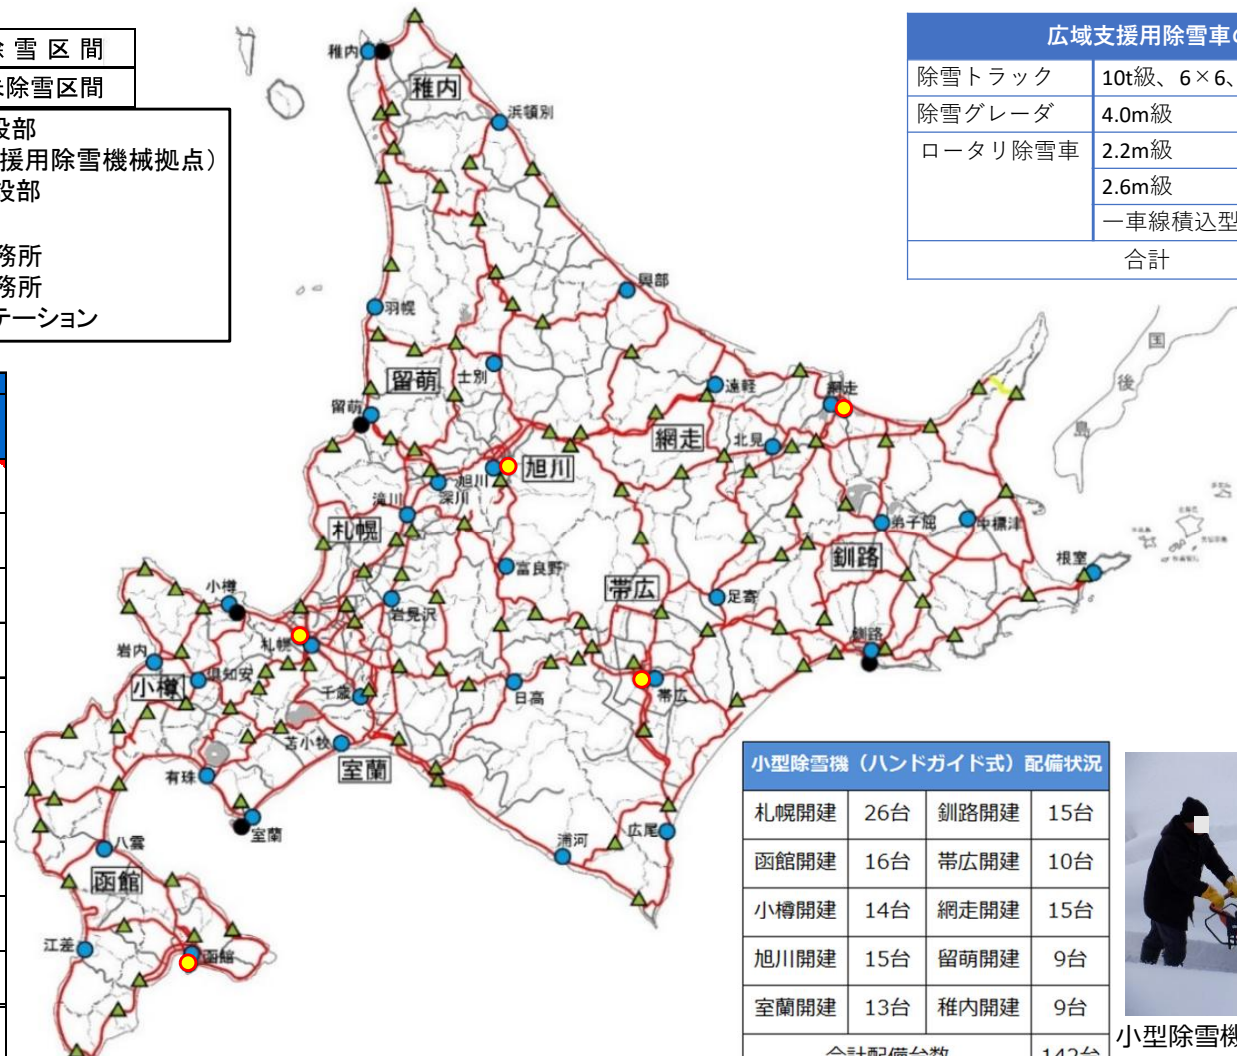 除 雪 区 間
除雪区間
設部
援用除雪機械拠点）
設部
務所
務所
テーション
広域支援用除雪車の
除雪トラック 10t級、6×6、
除雪グレーダ 4.0m級
ロータリ除雪車 2.2m級
2.6m級
一車線積込型
合計
稚内
稚内
浜頓別
興部
羽幌
士別
留萌
留萌
遠軽
網走
網走
北見
旭川
旭川
深川
滝川
札幌
弟子屈
中標津
釧路
根室
国
後
島
富良野
帯広
足寄
小樽
岩見沢
札幌
釧路
岩内
倶知安
小樽
千歳
日高
帯広
苫小牧
室蘭
有珠
室蘭
広尾
浦河
八雲
函館
江差
函館
小型除雪機（ハンドガイド式）配備状況
札幌開建 26台 釧路開建 15台
函館開建 16台 帯広開建 10台
小樽開建 14台 網走開建 15台
旭川開建 15台 留萌開建 9台
室蘭開建 13台 稚内開建 9台
合計配備台数 142台
小型除雪機